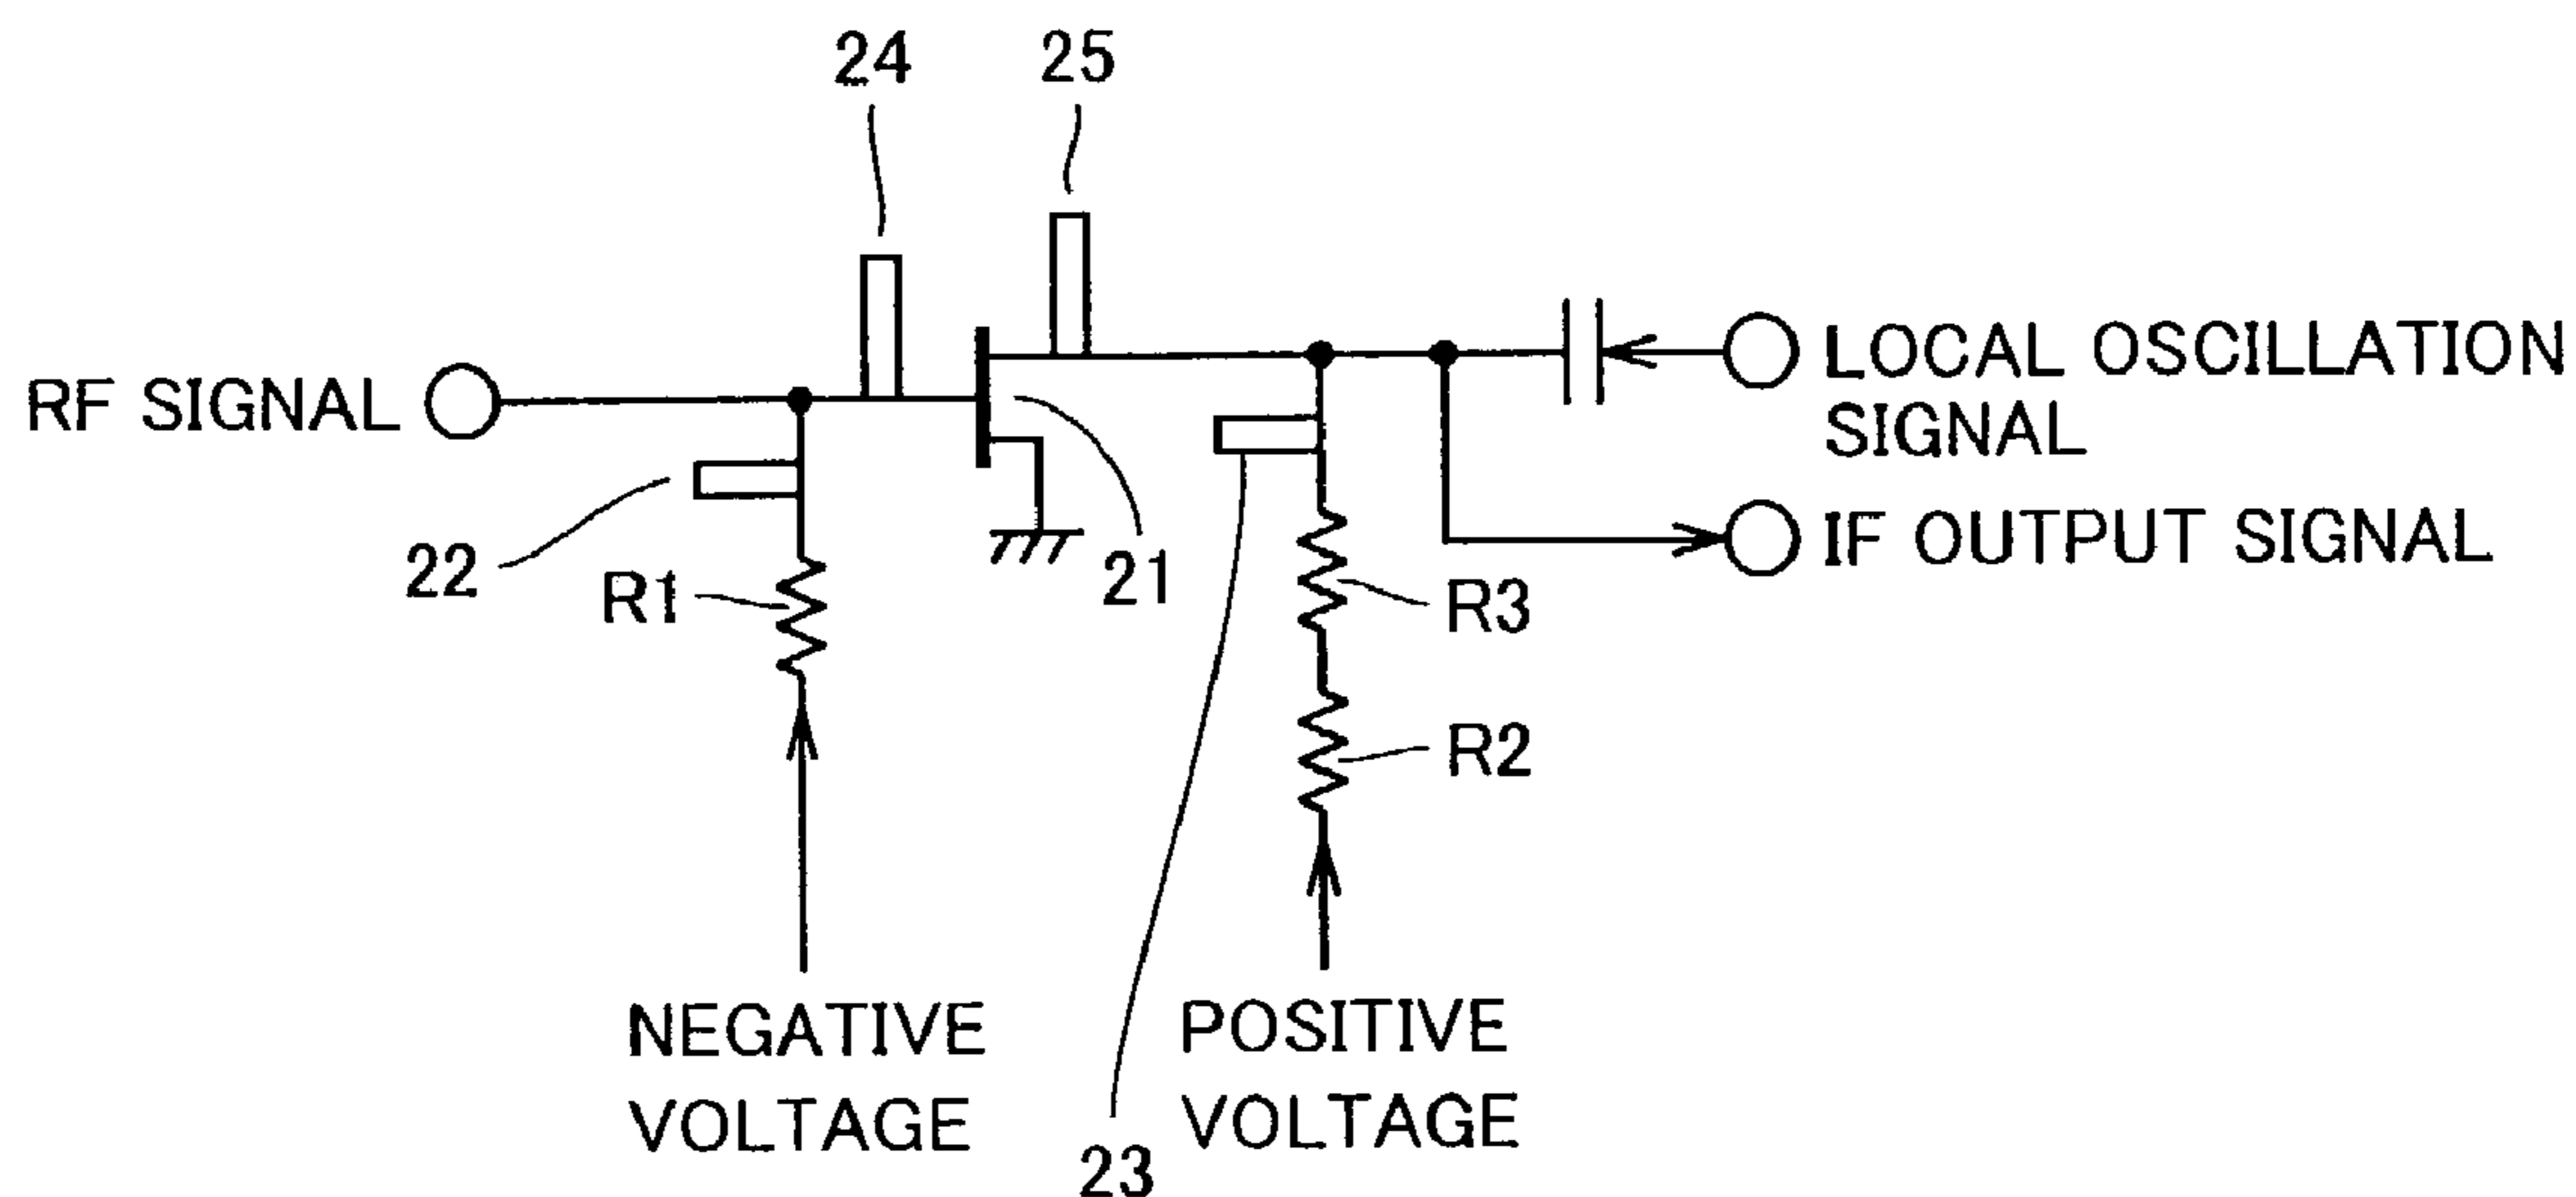 24
25
RF SIGNAL
LOCAL OSCILLATION
SIGNAL
IF OUTPUT SIGNAL
22
R1
21
R3
R2
NEGATIVE
VOLTAGE
POSITIVE
VOLTAGE
23